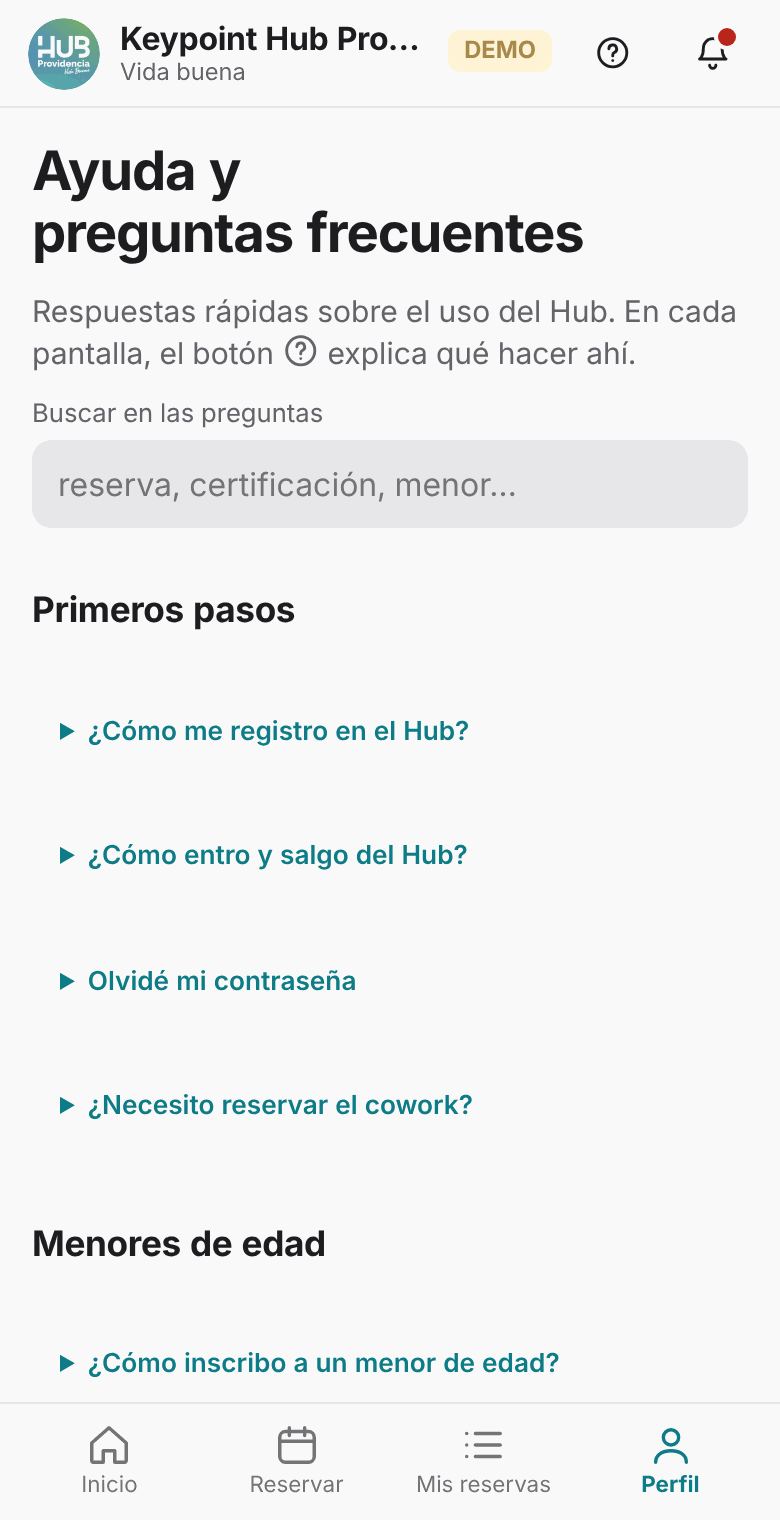 HUB
Providencia
Keypoint Hub Pro...
Vida buena
DEMO
Ayuda y
preguntas frecuentes
Respuestas rápidas sobre el uso del Hub. En cada
pantalla, el botón ? explica qué hacer ahí.
Buscar en las preguntas
reserva, certificación, menor...
Primeros pasos
¿Cómo me registro en el Hub?
¿Cómo entro y salgo del Hub?
Olvidé mi contraseña
¿Necesito reservar el cowork?
Menores de edad
¿Cómo inscribo a un menor de edad?
Inicio
Reservar
Mis reservas
Perfil